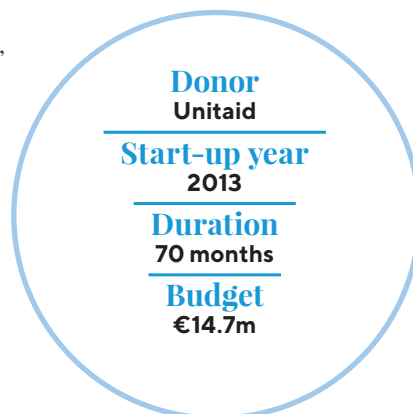 ,
Donor
Unitaid
Start-up year
2013
Duration
70 months
Budget
€14.7m